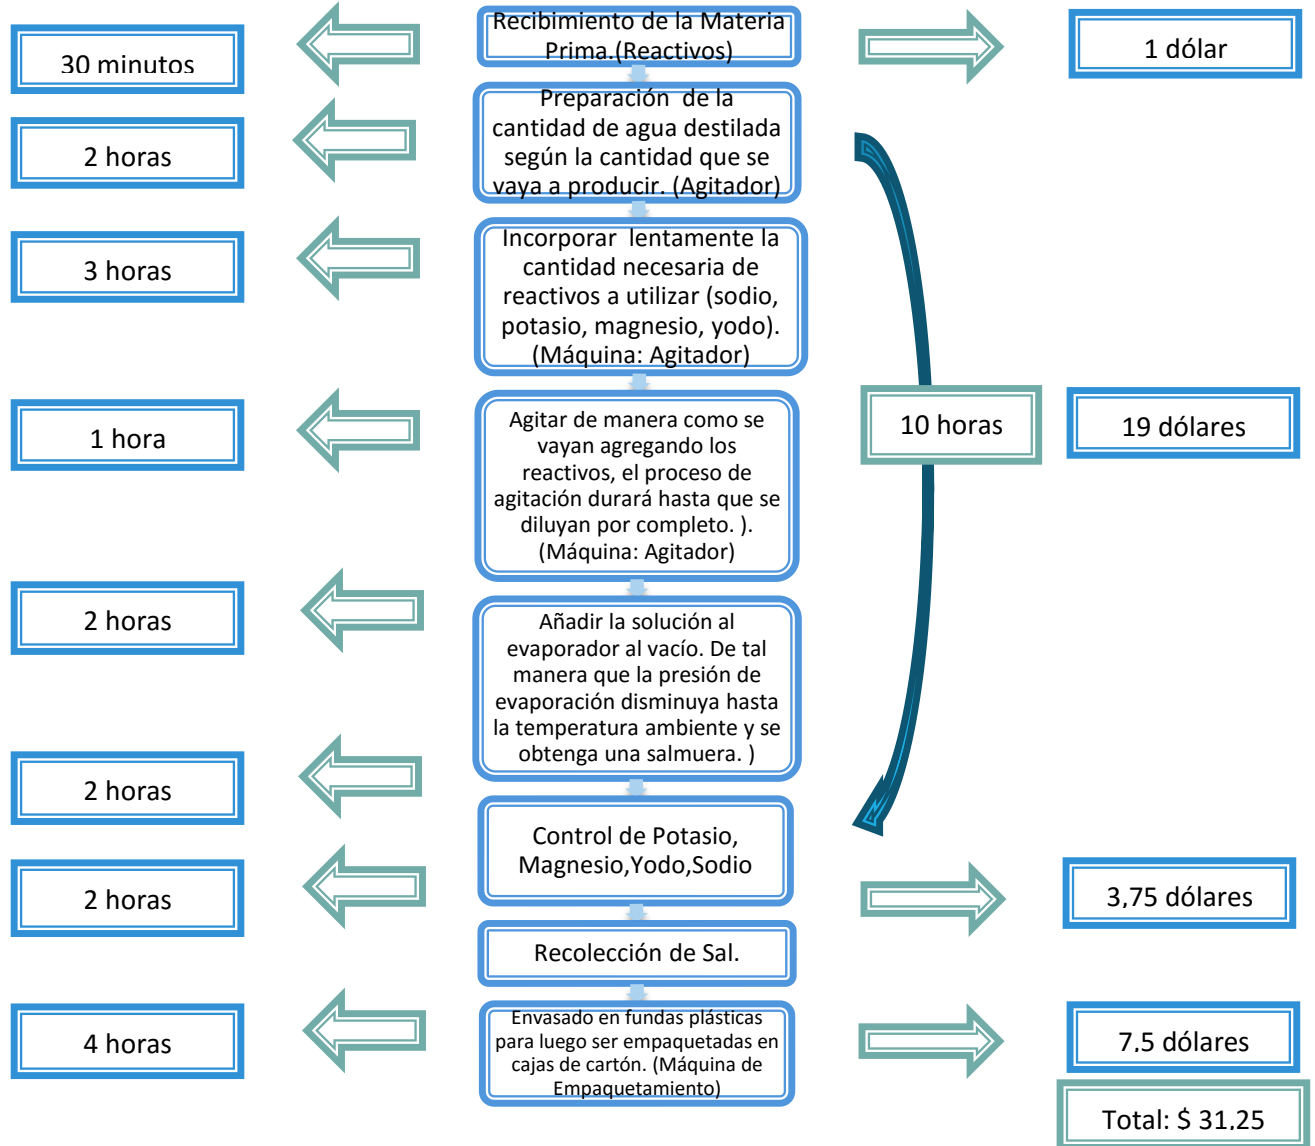 Recibimiento de la Materia
Prima.(Reactivos)
30 minutos
1 dólar
Preparación de la
cantidad de agua destilada
según la cantidad que se
vaya a producir. (Agitador)
2 horas
Incorporar lentamente la
cantidad necesaria de
reactivos a utilizar (sodio,
potasio, magnesio, yodo).
(Máquina: Agitador)
3 horas
Agitar de manera como se
vayan agregando los
reactivos, el proceso de
agitación durará hasta que se
diluyan por completo. ).
(Máquina: Agitador)
1 hora
10 horas
19 dólares
Añadir la solución al
evaporador al vacío. De tal
manera que la presión de
evaporación disminuya hasta
la temperatura ambiente y se
obtenga una salmuera. )
2 horas
2 horas
Control de Potasio,
Magnesio,Yodo,Sodio
2 horas
3,75 dólares
Recolección de Sal.
Envasado en fundas plásticas
para luego ser empaquetadas en
cajas de cartón. (Máquina de
Empaquetamiento)
4 horas
7,5 dólares
Total: $ 31,25